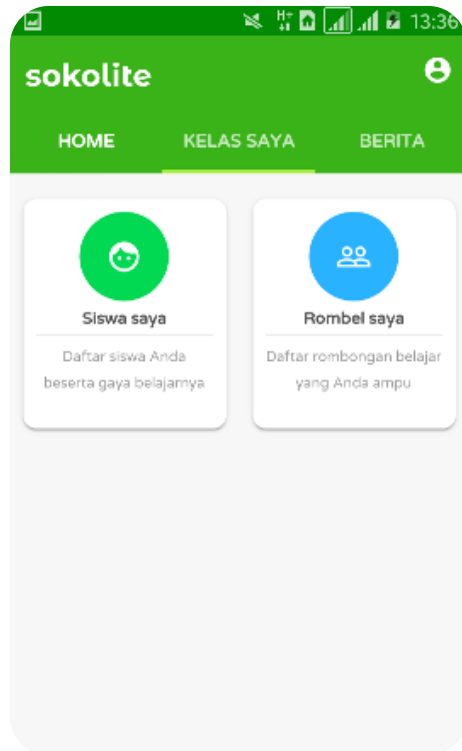 H+ 13:36
sokolite
HOME KELAS SAYA BERITA
Siswa saya Rombel saya
Daftar siswa Anda Daftar rombongan belajar
beserta gaya belajarnya yang Anda ampu